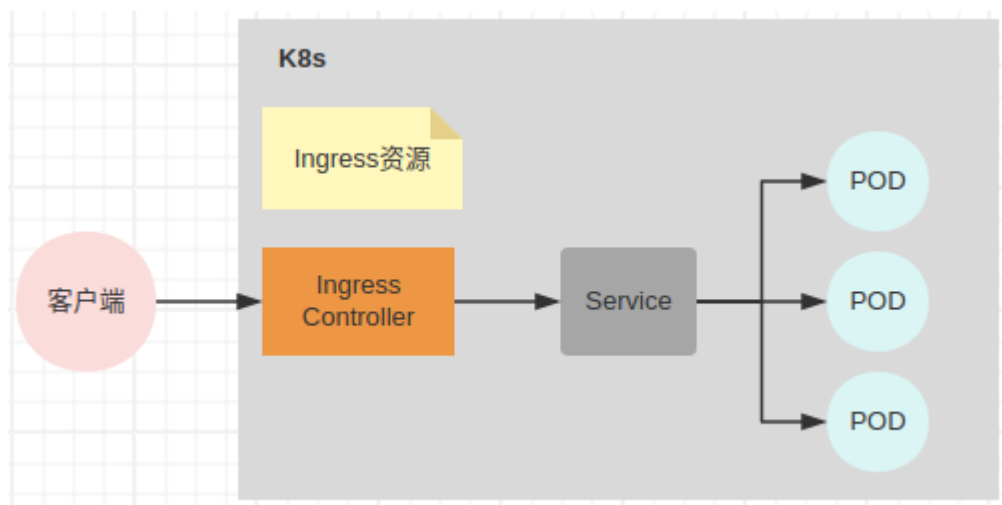 K8s
Ingress资源
客户端
Ingress
Controller
Service
POD
POD
POD